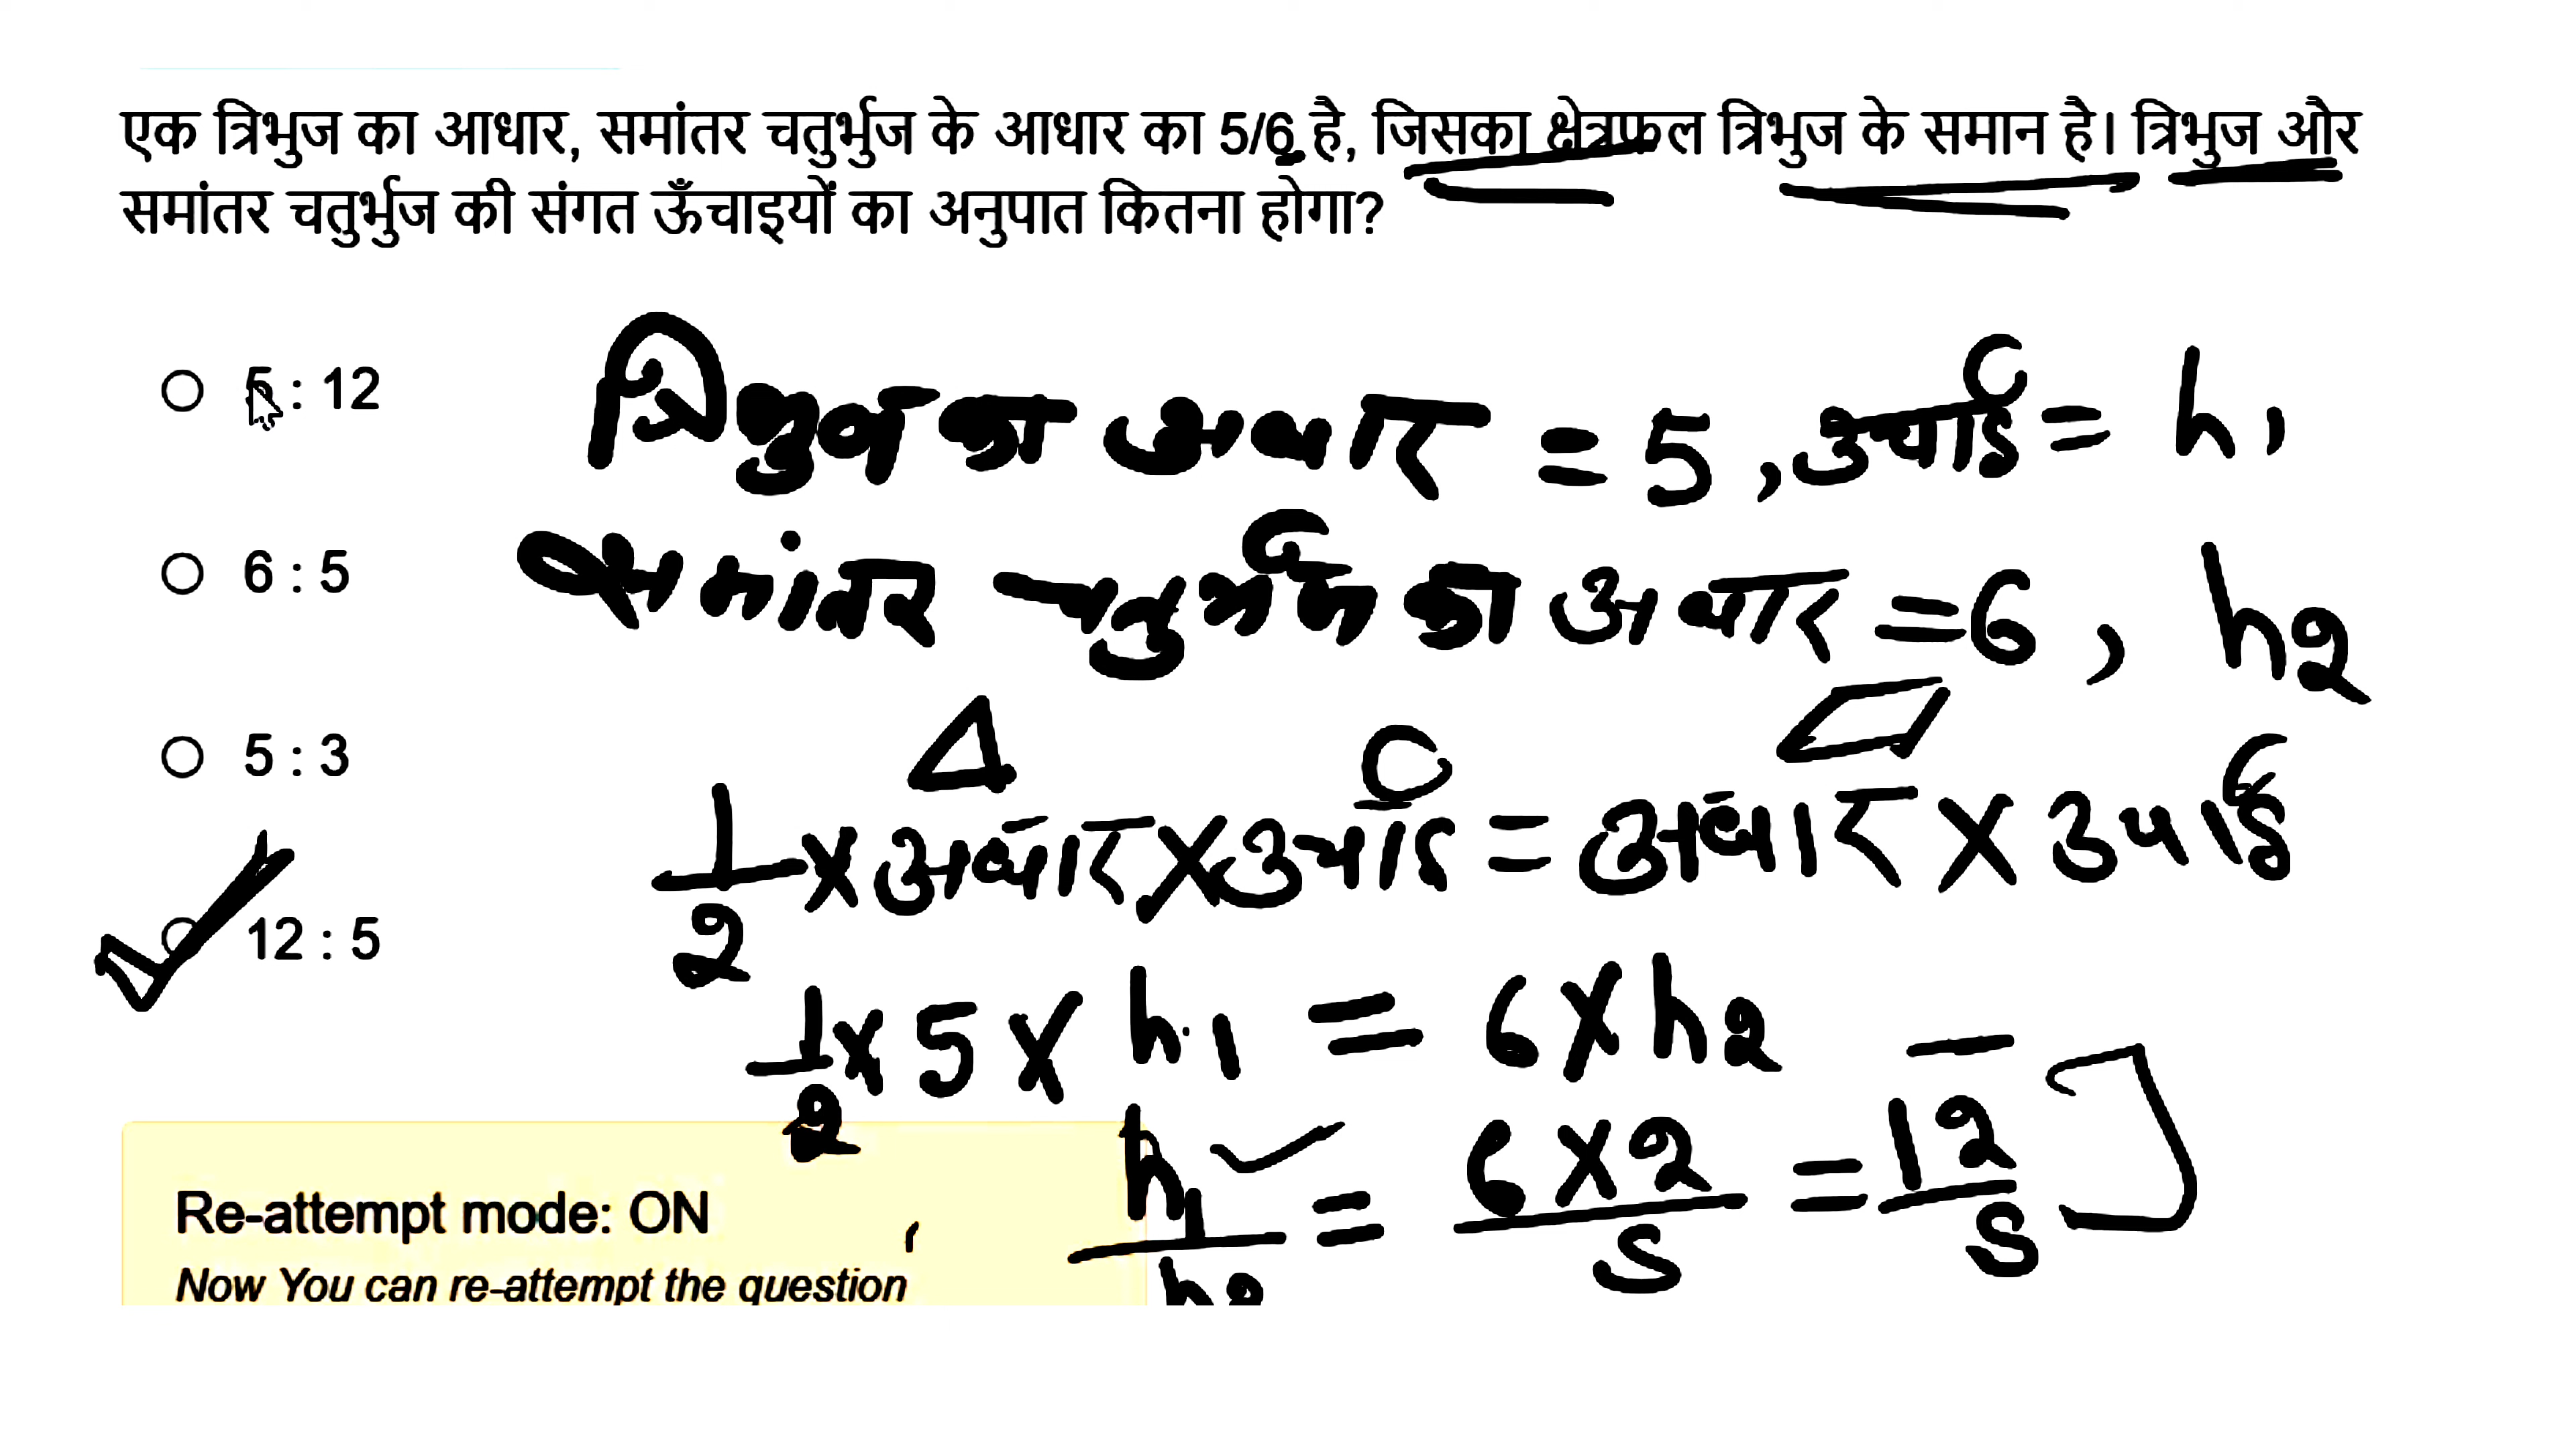 एक त्रिभुज का आधार, समांतर चतुर्भुज के आधार का 5/6 है, जिसका क्षेत्रफल त्रिभुज के समान है। त्रिभुज और
समांतर चतुर्भुज की संगत ऊँचाइयों का अनुपात कितना होगा?
5 : 12
त्रिभुज का आधार = 5, उचाई = h1
6 : 5
समांतर चतुर्भुज का आधार = 6, h2
5 : 3
1/2 × आधार × उचाई = आधार × उचाई
12 : 5
1/2 × 5 × h1 = 6 × h2
h1/h2 = 6×2/5 = 12/5
Re-attempt mode: ON
Now You can re-attempt the question